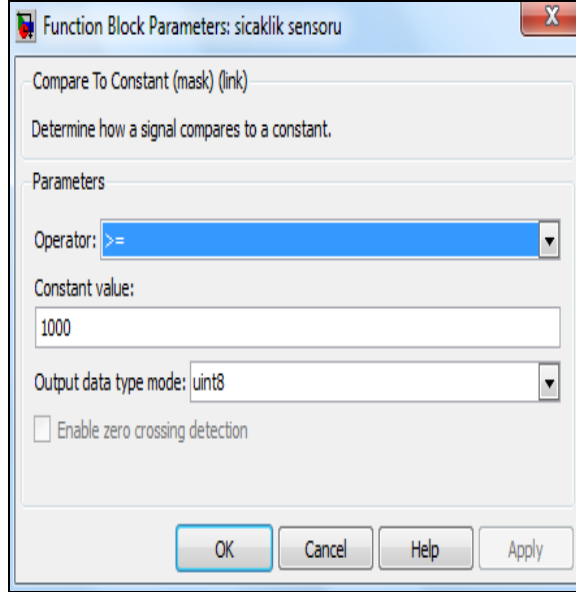 Function Block Parameters: sicaklik sensoru
X
Compare To Constant (mask) (link)
Determine how a signal compares to a constant.
Parameters
Operator: >=
Constant value:
1000
Output data type mode: uint8
Enable zero crossing detection
OK Cancel Help Apply